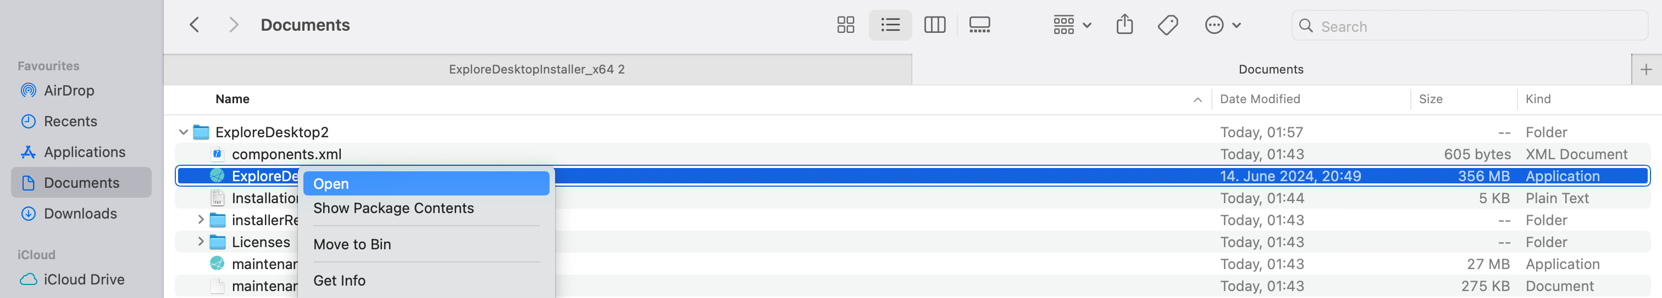 Documents
Search
Favourites
AirDrop
Recents
Applications
Documents
Downloads
iCloud
iCloud Drive
ExploreDesktopInstaller_x64 2
Documents
Name
Date Modified
Size
Kind
ExploreDesktop2
Today, 01:57
--
Folder
components.xml
Today, 01:43
605 bytes
XML Document
ExploreDe
14. June 2024, 20:49
356 MB
Application
Installation
Today, 01:44
5 KB
Plain Text
installerRe
Today, 01:43
--
Folder
Licenses
Today, 01:43
--
Folder
maintenan
Today, 01:43
27 MB
Application
maintenan
Today, 01:43
275 KB
Document
Open
Show Package Contents
Move to Bin
Get Info